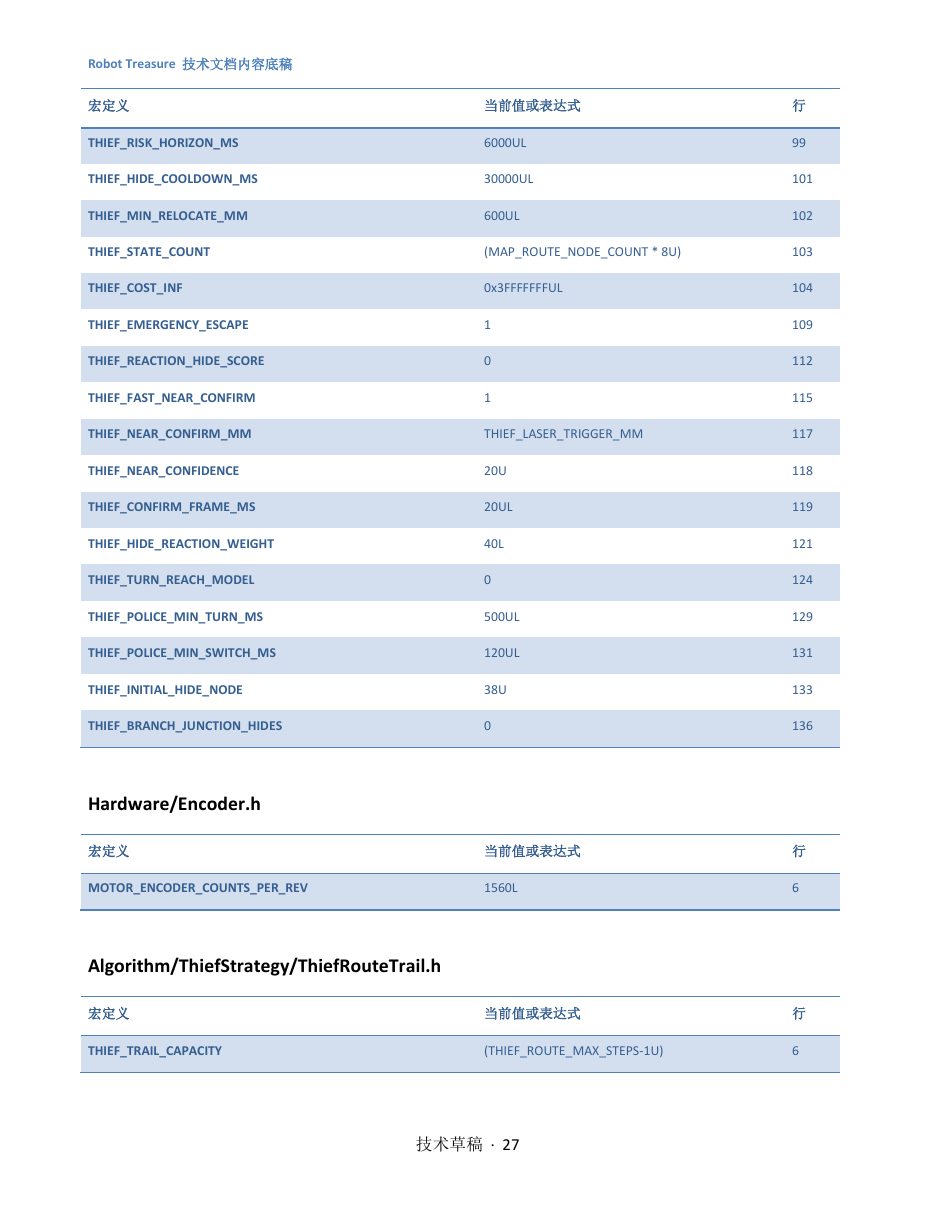 Robot Treasure 技术文档内容底稿
宏定义 当前值或表达式 行
THIEF_RISK_HORIZON_MS 6000UL 99
THIEF_HIDE_COOLDOWN_MS 30000UL 101
THIEF_MIN_RELOCATE_MM 600UL 102
THIEF_STATE_COUNT (MAP_ROUTE_NODE_COUNT * 8U) 103
THIEF_COST_INF 0x3FFFFFFFUL 104
THIEF_EMERGENCY_ESCAPE 1 109
THIEF_REACTION_HIDE_SCORE 0 112
THIEF_FAST_NEAR_CONFIRM 1 115
THIEF_NEAR_CONFIRM_MM THIEF_LASER_TRIGGER_MM 117
THIEF_NEAR_CONFIDENCE 20U 118
THIEF_CONFIRM_FRAME_MS 20UL 119
THIEF_HIDE_REACTION_WEIGHT 40L 121
THIEF_TURN_REACH_MODEL 0 124
THIEF_POLICE_MIN_TURN_MS 500UL 129
THIEF_POLICE_MIN_SWITCH_MS 120UL 131
THIEF_INITIAL_HIDE_NODE 38U 133
THIEF_BRANCH_JUNCTION_HIDES 0 136
Hardware/Encoder.h
宏定义 当前值或表达式 行
MOTOR_ENCODER_COUNTS_PER_REV 1560L 6
Algorithm/ThiefStrategy/ThiefRouteTrail.h
宏定义 当前值或表达式 行
THIEF_TRAIL_CAPACITY (THIEF_ROUTE_MAX_STEPS-1U) 6
技术草稿 · 27